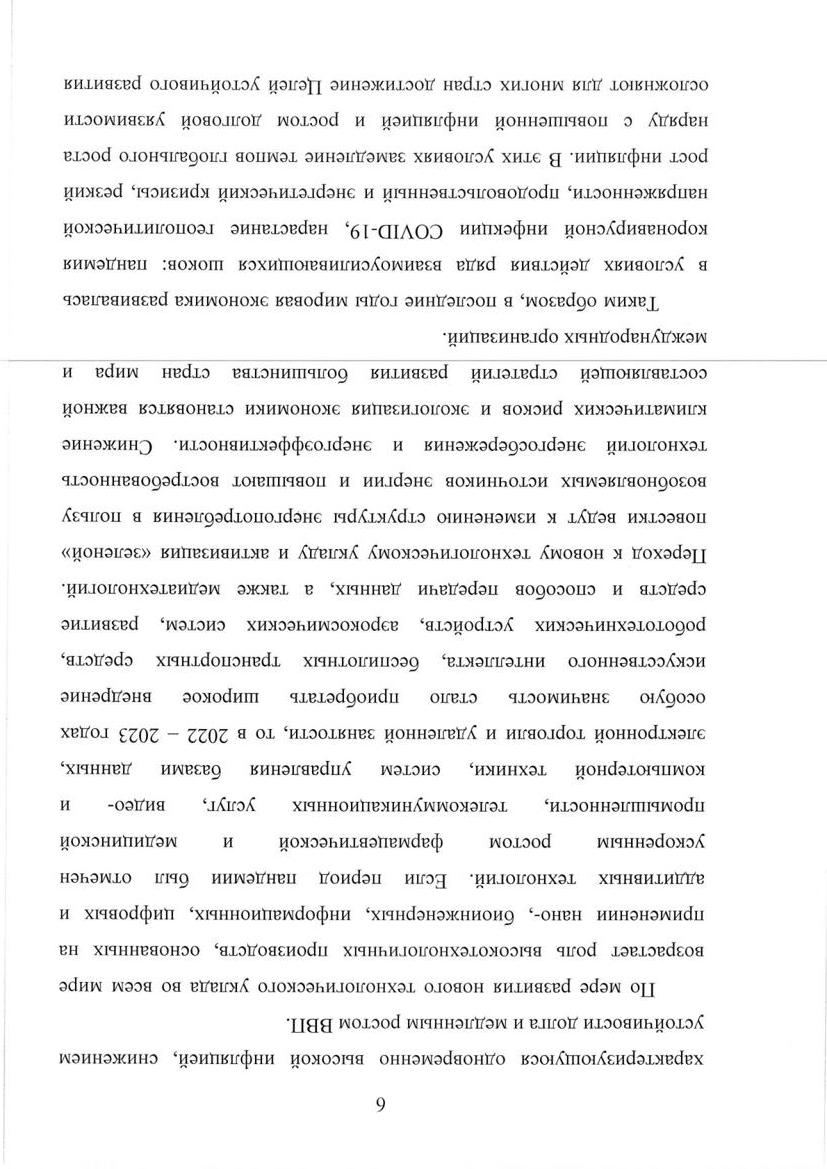 6
характеризующуюся одновременно высокой инфляцией, снижением
устойчивости долга и медленным ростом ВВП.
По мере развития нового технологического уклада во всем мире
возрастает роль высокотехнологичных производств, основанных на
применении нано-, биоинженерных, информационных, цифровых и
аддитивных технологий. Если период пандемии был отмечен
ускоренным ростом фармацевтической и медицинской
промышленности, телекоммуникационных услуг, видео- и
компьютерной техники, систем управления базами данных,
электронной торговли и удаленной занятости, то в 2022 – 2023 годах
особую значимость стало приобретать широкое внедрение
искусственного интеллекта, беспилотных транспортных средств,
робототехнических устройств, аэрокосмических систем, развитие
средств и способов передачи данных, а также медиатехнологий.
Переход к новому технологическому укладу и активизация «зеленой»
повестки ведут к изменению структуры энергопотребления в пользу
возобновляемых источников энергии и повышают востребованность
технологий энергосбережения и энергоэффективности. Снижение
климатических рисков и экологизация экономики становятся важной
составляющей стратегий развития большинства стран мира и
международных организаций.
Таким образом, в последние годы мировая экономика развивалась
в условиях действия ряда взаимоусиливающихся шоков: пандемия
коронавирусной инфекции COVID-19, нарастание геополитической
напряженности, продовольственный и энергетический кризисы, резкий
рост инфляции. В этих условиях замедление темпов глобального роста
наряду с повышенной инфляцией и ростом долговой уязвимости
осложняют для многих стран достижение Целей устойчивого развития